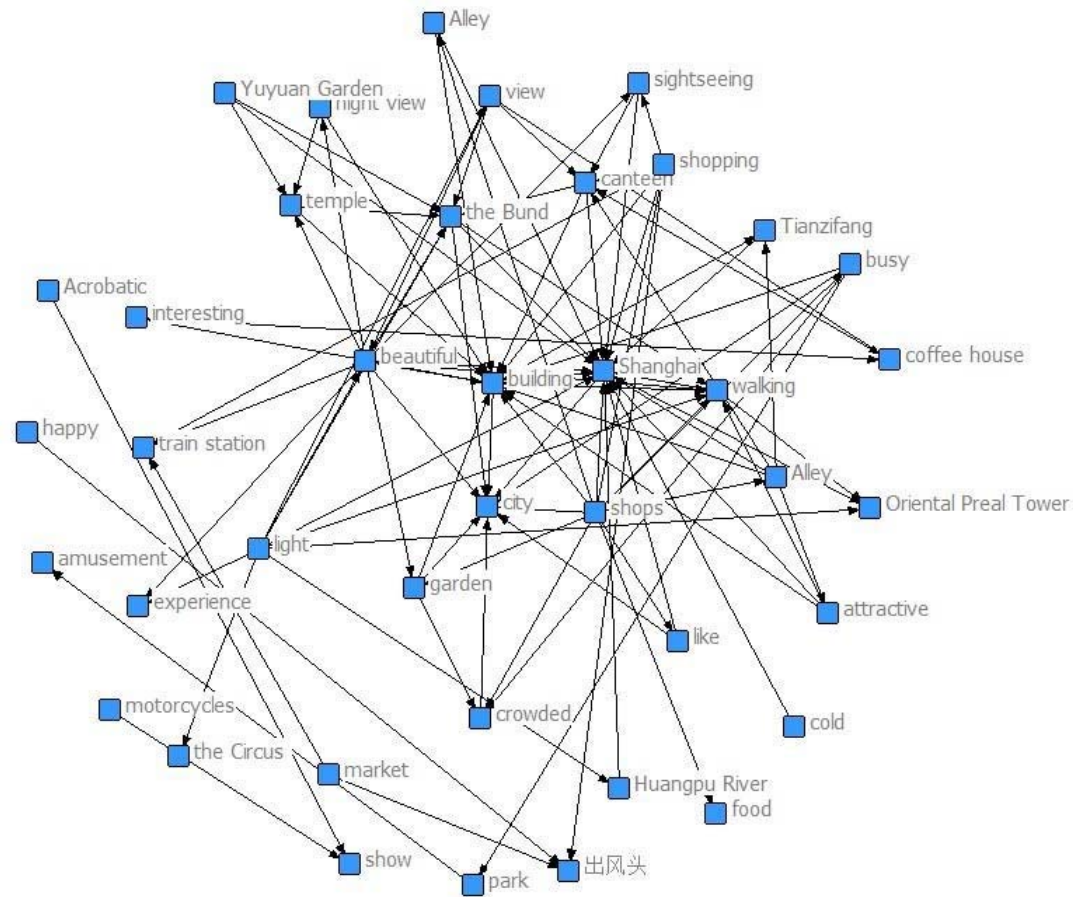 Alley
Yuyuan Garden
night view
view
sightseeing
shopping
canteen
temple
the Bund
Tianzifang
busy
Acrobatic
interesting
beautiful
building
Shanghai
walking
coffee house
happy
train station
Alley
Oriental Preal Tower
city
shops
light
garden
amusement
experience
attractive
like
crowded
cold
motorcycles
the Circus
market
Huangpu River
food
show
park
出风头